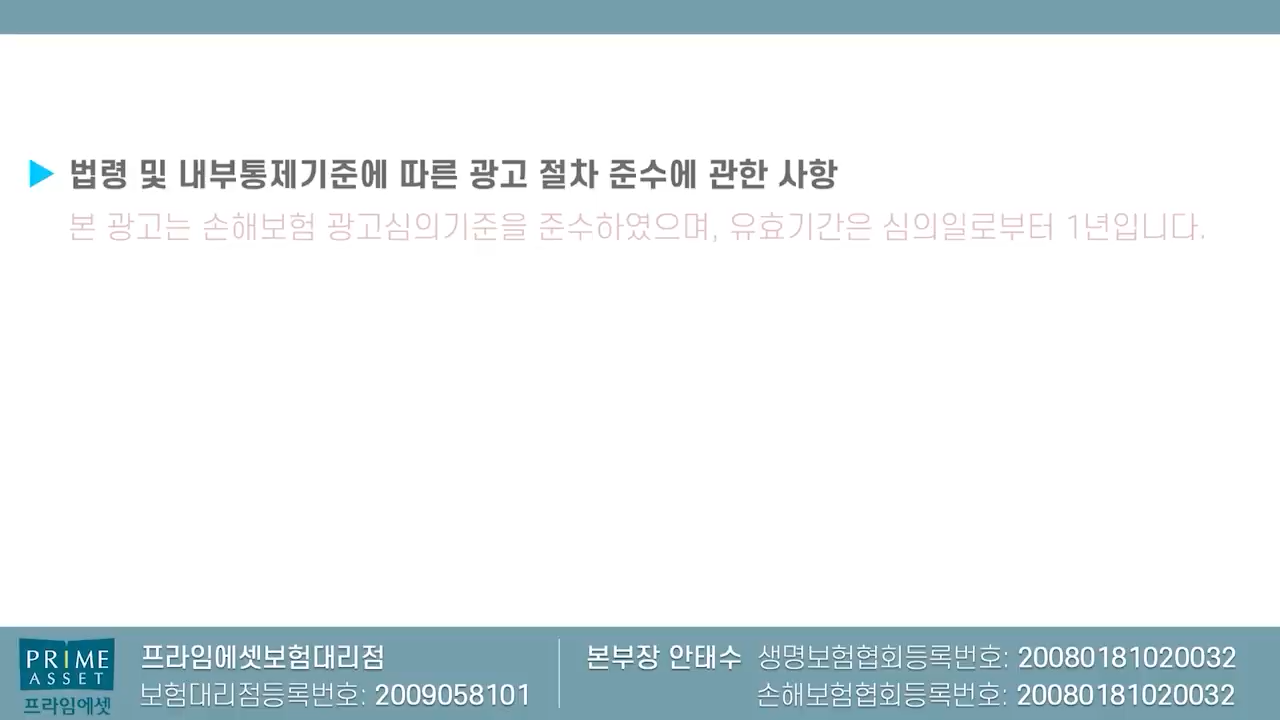 ▶ 법령 및 내부통제기준에 따른 광고 절차 준수에 관한 사항
본 광고는 손해보험 광고심의기준을 준수하였으며, 유효기간은 심의일로부터 1년입니다.
PRIME
ASSET
프라임에셋
프라임에셋보험대리점
보험대리점등록번호: 2009058101
본부장 안태수 생명보험협회등록번호: 20080181020032
손해보험협회등록번호: 20080181020032